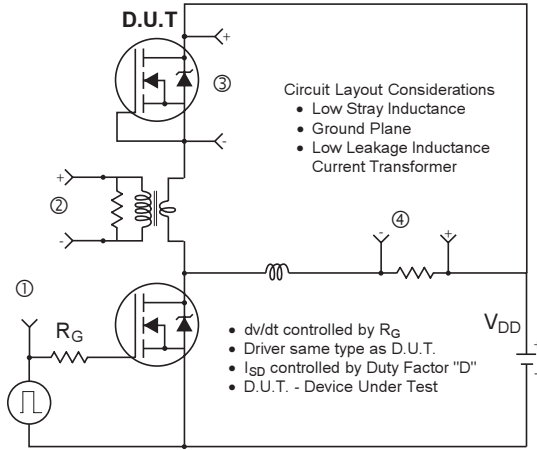 D.U.T
+
③
-
Circuit Layout Considerations
• Low Stray Inductance
• Ground Plane
• Low Leakage Inductance
Current Transformer
+
②
-
④
- +
①
R_G
• dv/dt controlled by R_G
• Driver same type as D.U.T.
• I_SD controlled by Duty Factor "D"
• D.U.T. - Device Under Test
V_DD
+
-